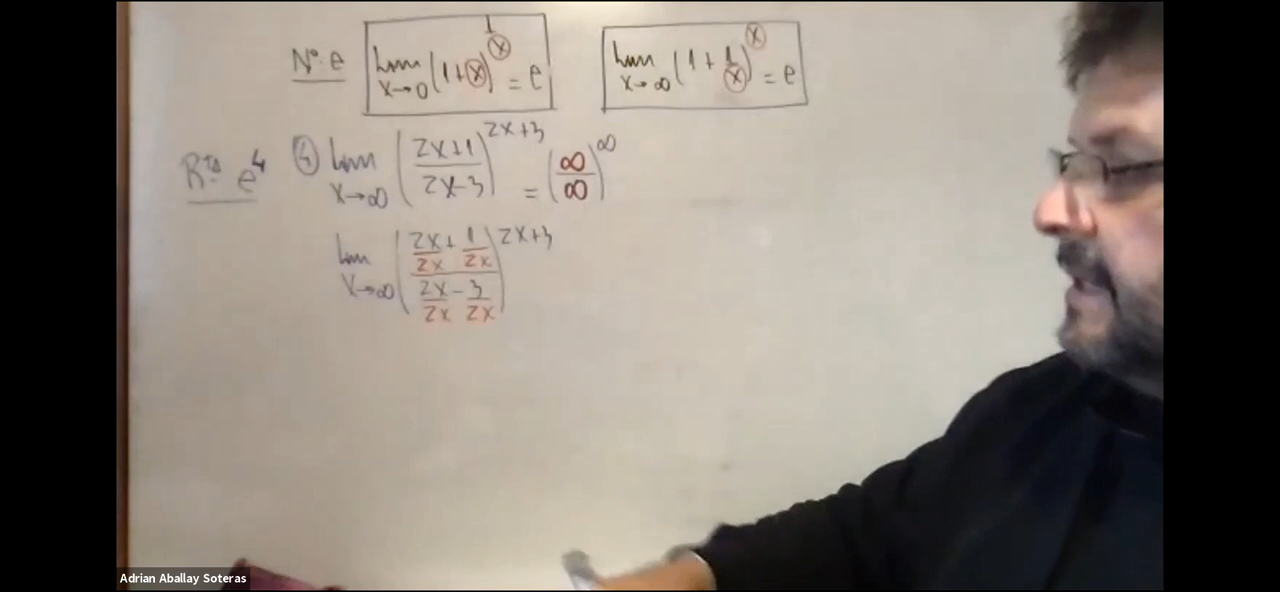 Nº e lim x→0 (1+x)^(1/x) = e lim x→∞ (1+1/x)^x = e
Rta e^4 ④ lim x→∞ ((2x+1)/(2x-3))^(2x+3) = (∞/∞)^∞
lim x→∞ ((2x/2x + 1/2x)/(2x/2x - 3/2x))^(2x+3)
Adrian Aballay Soteras